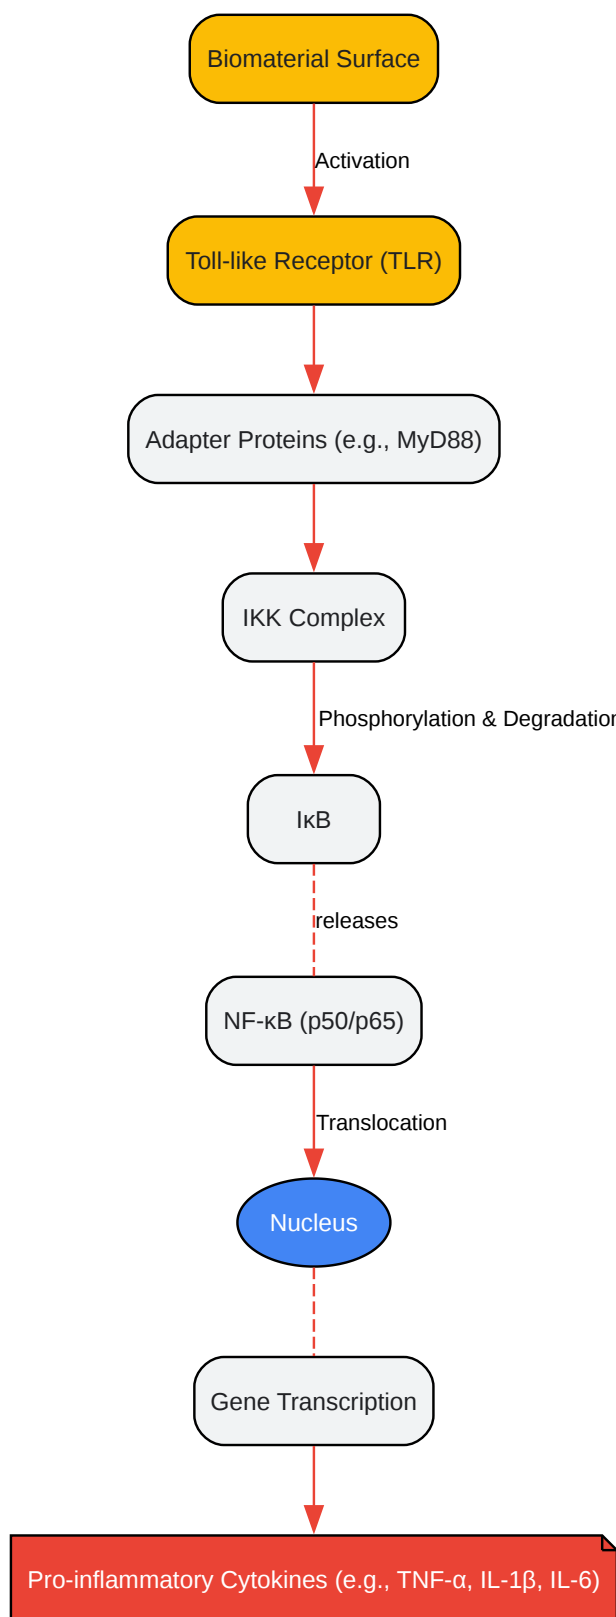 Biomaterial Surface
Activation
Toll-like Receptor (TLR)
Adapter Proteins (e.g., MyD88)
IKK Complex
Phosphorylation & Degradation
IκB
releases
NF-κB (p50/p65)
Translocation
Nucleus
Gene Transcription
Pro-inflammatory Cytokines (e.g., TNF-α, IL-1β, IL-6)